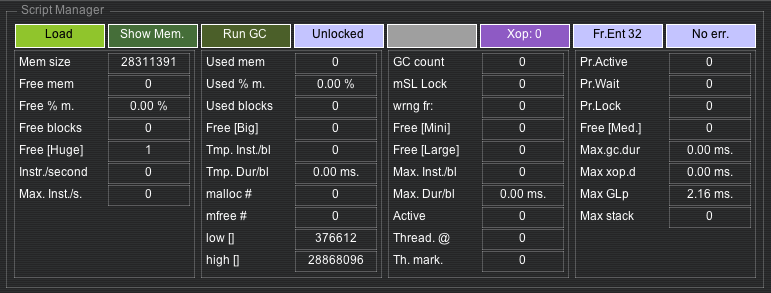 Script Manager
Load Show Mem. Run GC Unlocked Xop: 0 Fr.Ent 32 No err.
Mem size 28311391 Used mem 0 GC count 0 Pr.Active 0
Free mem 0 Used % m. 0.00 % mSL Lock 0 Pr.Wait 0
Free % m. 0.00 % Used blocks 0 wrng fr: 0 Pr.Lock 0
Free blocks 0 Free [Big] 0 Free [Mini] 0 Free [Med.] 0
Free [Huge] 1 Tmp. Inst./bl 0 Free [Large] 0 Max.gc.dur 0.00 ms.
Instr./second 0 Tmp. Dur/bl 0.00 ms. Max. Inst./bl 0 Max xop.d 0.00 ms.
Max. Inst./s. 0 malloc # 0 Max. Dur/bl 0.00 ms. Max GLp 2.16 ms.
mfree # 0 Active 0 Max stack 0
low [] 376612 Thread. @ 0
high [] 28868096 Th. mark. 0